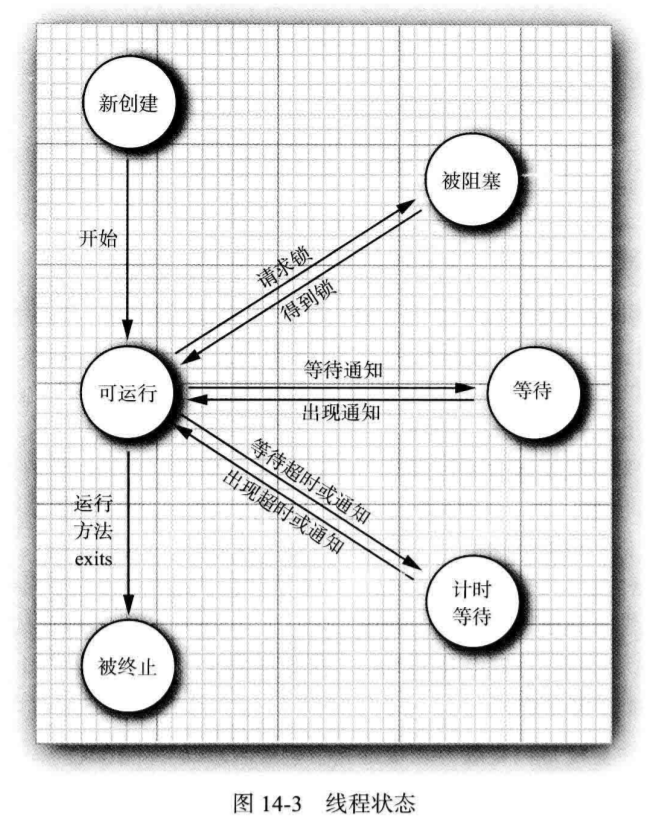 新创建
被阻塞
开始
请求锁
得到锁
可运行
等待通知
出现通知
等待
等待超时或通知
出现超时或通知
运行
方法
exits
计时
等待
被终止
图 14-3 线程状态